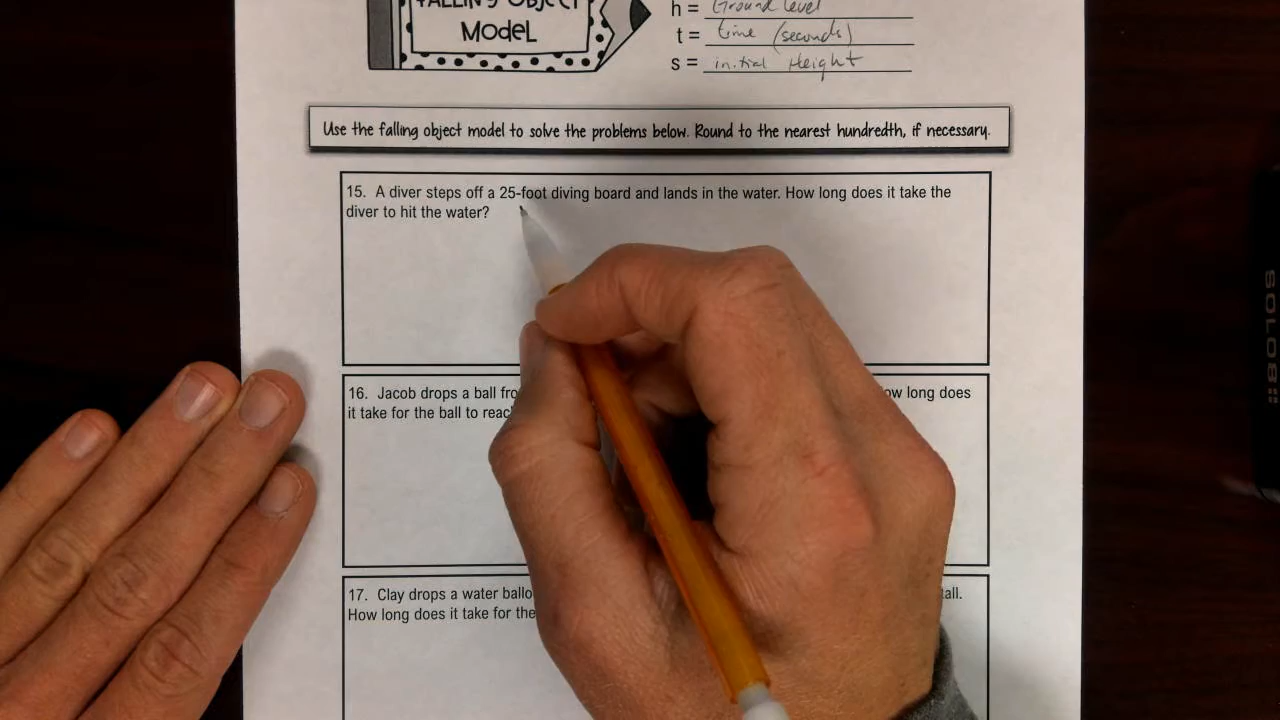 FALLING OBJECT
Model
h = Ground level
t = time (seconds)
s = initial Height
Use the falling object model to solve the problems below. Round to the nearest hundredth, if necessary.
15. A diver steps off a 25-foot diving board and lands in the water. How long does it take the
diver to hit the water?
16. Jacob drops a ball fro ow long does
it take for the ball to reac
17. Clay drops a water ballo tall.
How long does it take for the